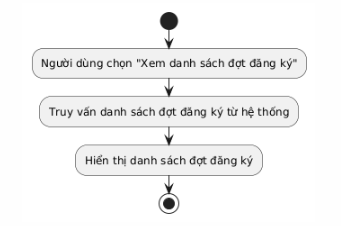 Người dùng chọn "Xem danh sách đợt đăng ký"
Truy vấn danh sách đợt đăng ký từ hệ thống
Hiển thị danh sách đợt đăng ký